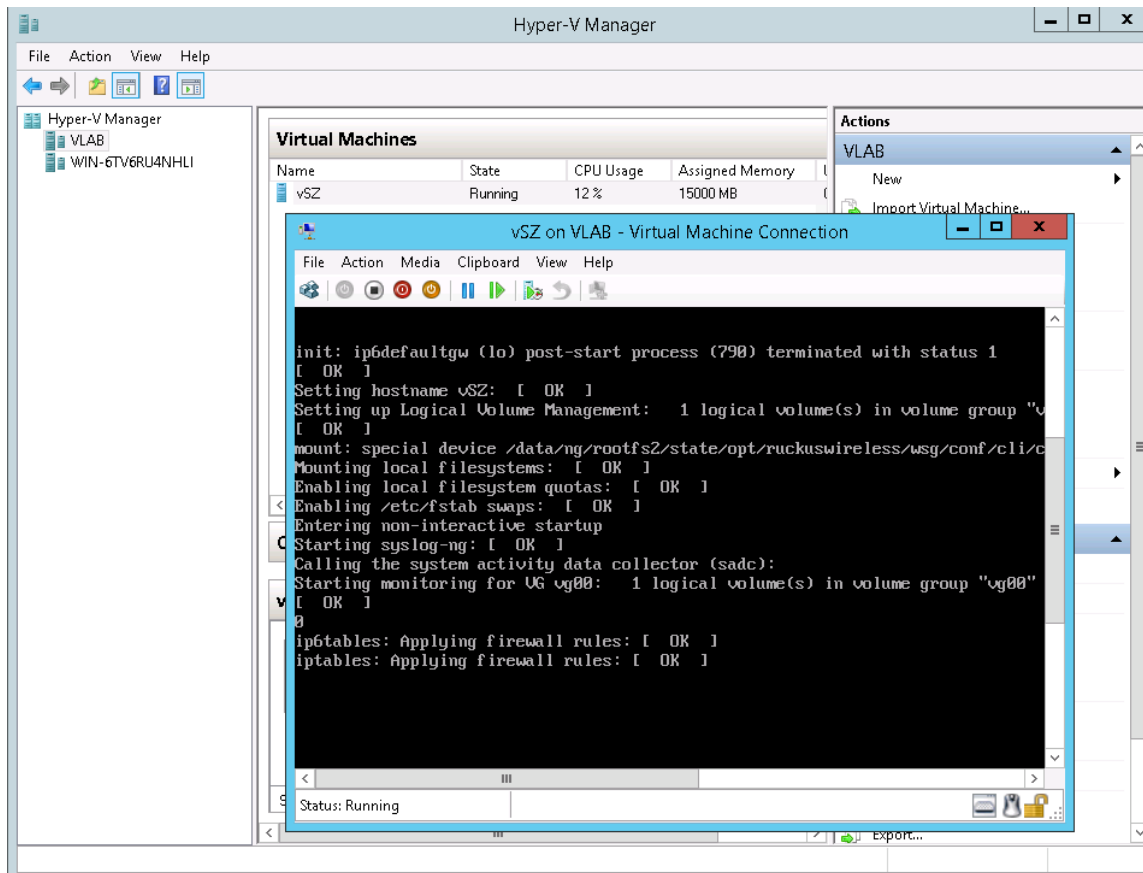 Hyper-V Manager
File Action View Help
Hyper-V Manager
VLAB
WIN-6TV6RU4NHLI
Virtual Machines
Name State CPU Usage Assigned Memory
vSZ Running 12 % 15000 MB
Actions
VLAB
New
Import Virtual Machine...
vSZ on VLAB - Virtual Machine Connection
File Action Media Clipboard View Help
init: ip6defaultgw (lo) post-start process (790) terminated with status 1
[ OK ]
Setting hostname vSZ: [ OK ]
Setting up Logical Volume Management: 1 logical volume(s) in volume group "v
[ OK ]
mount: special device /data/ng/rootfs2/state/opt/ruckuswireless/wsg/conf/cli/c
Mounting local filesystems: [ OK ]
Enabling local filesystem quotas: [ OK ]
Enabling /etc/fstab swaps: [ OK ]
Entering non-interactive startup
Starting syslog-ng: [ OK ]
Calling the system activity data collector (sadc):
Starting monitoring for VG vg00: 1 logical volume(s) in volume group "vg00"
[ OK ]
0
ip6tables: Applying firewall rules: [ OK ]
iptables: Applying firewall rules: [ OK ]
Status: Running
Export...